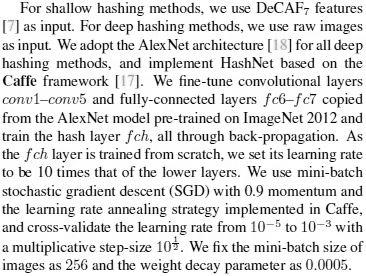 For shallow hashing methods, we use DeCAF₇ features
[7] as input. For deep hashing methods, we use raw images
as input. We adopt the AlexNet architecture [18] for all deep
hashing methods, and implement HashNet based on the
Caffe framework [17]. We fine-tune convolutional layers
conv1–conv5 and fully-connected layers fc6–fc7 copied
from the AlexNet model pre-trained on ImageNet 2012 and
train the hash layer fch, all through back-propagation. As
the fch layer is trained from scratch, we set its learning rate
to be 10 times that of the lower layers. We use mini-batch
stochastic gradient descent (SGD) with 0.9 momentum and
the learning rate annealing strategy implemented in Caffe,
and cross-validate the learning rate from 10⁻⁵ to 10⁻³ with
a multiplicative step-size 10^½. We fix the mini-batch size of
images as 256 and the weight decay parameter as 0.0005.